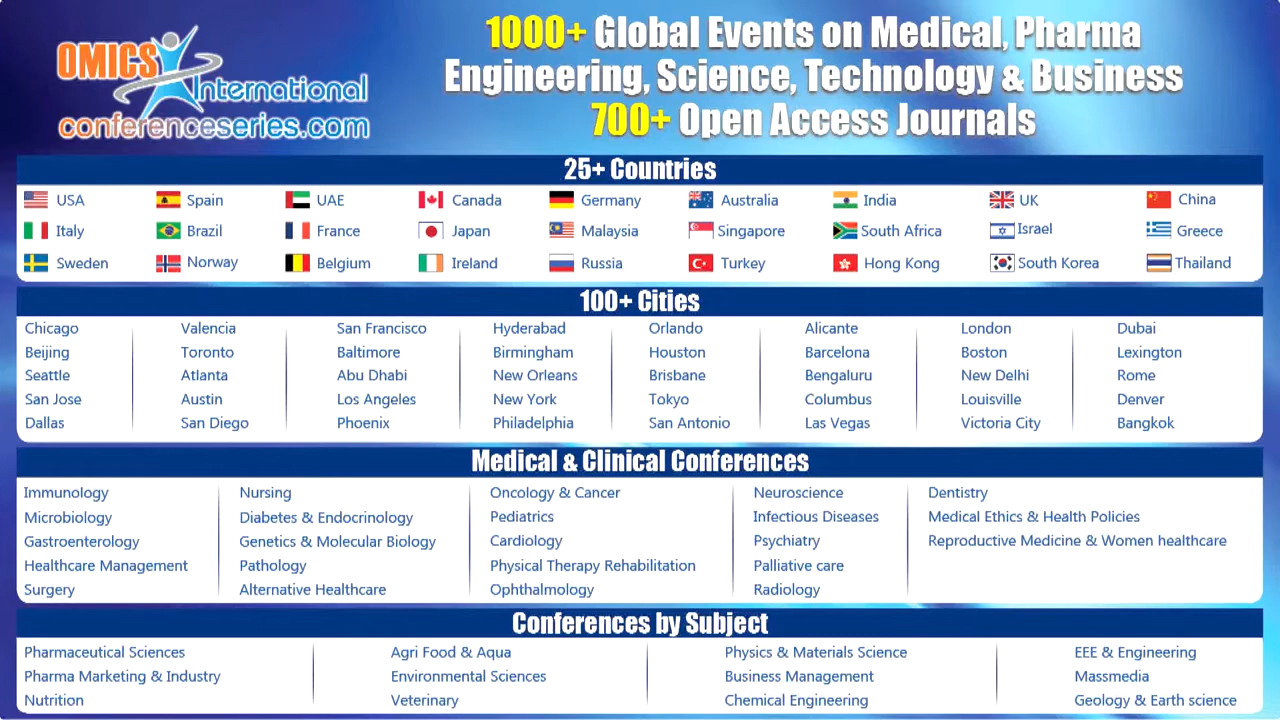 OMICS
International
conferenceseries.com
1000+ Global Events on Medical, Pharma
Engineering, Science, Technology & Business
700+ Open Access Journals
25+ Countries
USA Spain UAE Canada Germany Australia India UK China
Italy Brazil France Japan Malaysia Singapore South Africa Israel Greece
Sweden Norway Belgium Ireland Russia Turkey Hong Kong South Korea Thailand
100+ Cities
Chicago Valencia San Francisco Hyderabad Orlando Alicante London Dubai
Beijing Toronto Baltimore Birmingham Houston Barcelona Boston Lexington
Seattle Atlanta Abu Dhabi New Orleans Brisbane Bengaluru New Delhi Rome
San Jose Austin Los Angeles New York Tokyo Columbus Louisville Denver
Dallas San Diego Phoenix Philadelphia San Antonio Las Vegas Victoria City Bangkok
Medical & Clinical Conferences
Immunology Nursing Oncology & Cancer Neuroscience Dentistry
Microbiology Diabetes & Endocrinology Pediatrics Infectious Diseases Medical Ethics & Health Policies
Gastroenterology Genetics & Molecular Biology Cardiology Psychiatry Reproductive Medicine & Women healthcare
Healthcare Management Pathology Physical Therapy Rehabilitation Palliative care
Surgery Alternative Healthcare Ophthalmology Radiology
Conferences by Subject
Pharmaceutical Sciences Agri Food & Aqua Physics & Materials Science EEE & Engineering
Pharma Marketing & Industry Environmental Sciences Business Management Massmedia
Nutrition Veterinary Chemical Engineering Geology & Earth science